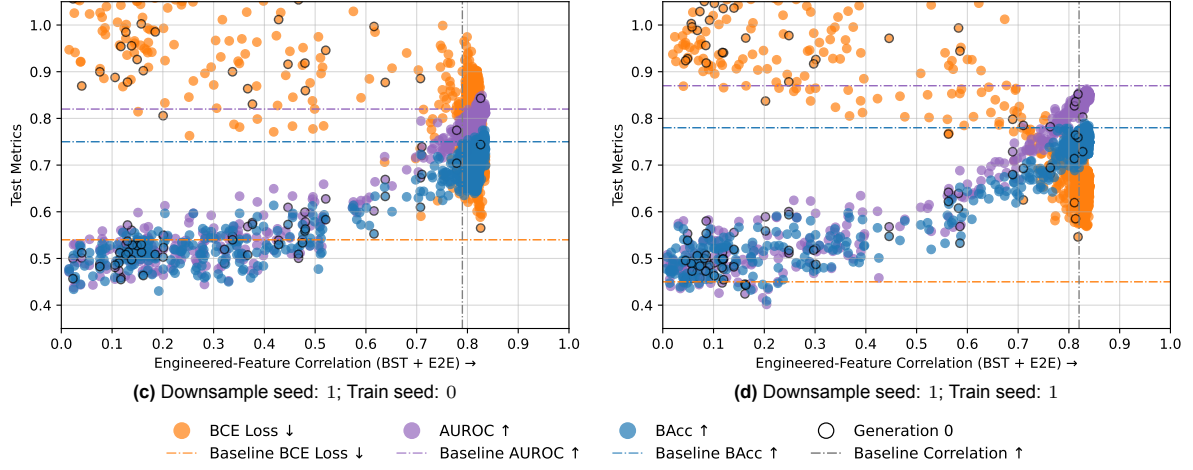 1.0
0.9
0.8
0.7
0.6
0.5
0.4
Test Metrics
0.0 0.1 0.2 0.3 0.4 0.5 0.6 0.7 0.8 0.9 1.0
Engineered-Feature Correlation (BST + E2E) →
(c) Downsample seed: 1; Train seed: 0
1.0
0.9
0.8
0.7
0.6
0.5
0.4
Test Metrics
0.0 0.1 0.2 0.3 0.4 0.5 0.6 0.7 0.8 0.9 1.0
Engineered-Feature Correlation (BST + E2E) →
(d) Downsample seed: 1; Train seed: 1
BCE Loss ↓ AUROC ↑ BAcc ↑ Generation 0
Baseline BCE Loss ↓ Baseline AUROC ↑ Baseline BAcc ↑ Baseline Correlation ↑